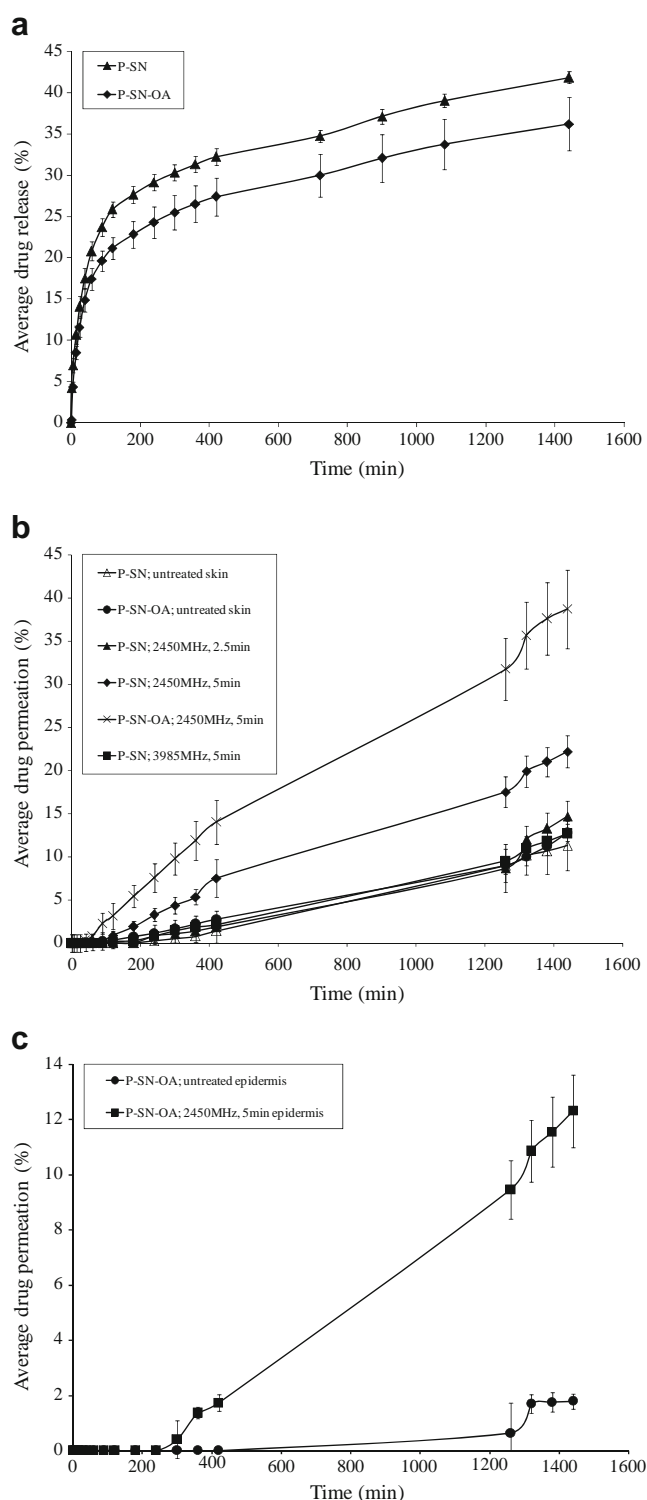 a
45
40
35
30
25
20
15
10
5
0
Average drug release (%)
P-SN
P-SN-OA
0 200 400 600 800 1000 1200 1400 1600
Time (min)
b
45
40
35
30
25
20
15
10
5
0
Average drug permeation (%)
P-SN; untreated skin
P-SN-OA; untreated skin
P-SN; 2450MHz, 2.5min
P-SN; 2450MHz, 5min
P-SN-OA; 2450MHz, 5min
P-SN; 3985MHz, 5min
0 200 400 600 800 1000 1200 1400 1600
Time (min)
c
14
12
10
8
6
4
2
0
Average drug permeation (%)
P-SN-OA; untreated epidermis
P-SN-OA; 2450MHz, 5min epidermis
0 200 400 600 800 1000 1200 1400 1600
Time (min)